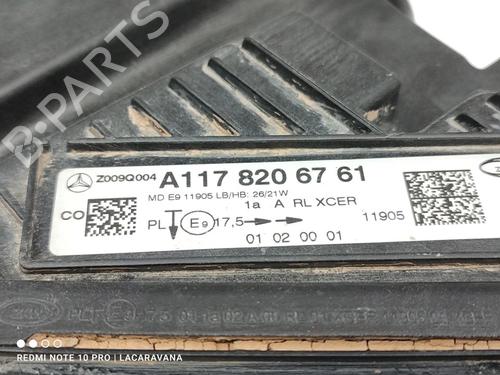 B-PARTS
Z009Q004 A117 820 67 61
MD E9 11905 LB/HB: 26/21W
1a A RL XCER
CO 11905
PL E9 17,5
01 02 00 01
REDMI NOTE 10 PRO | LACARAVANA